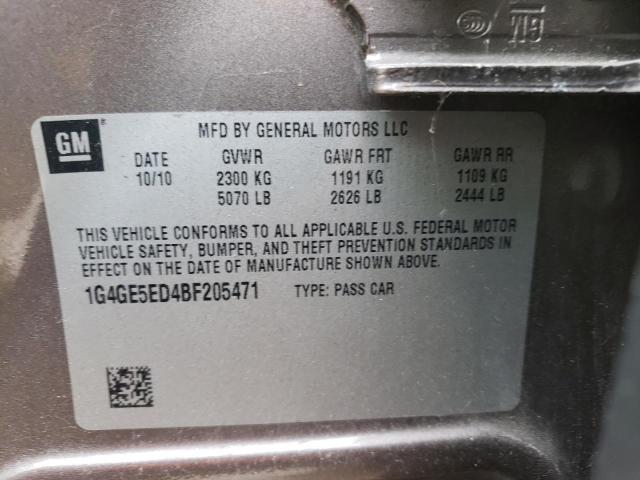 GM
MFD BY GENERAL MOTORS LLC
DATE GVWR GAWR FRT GAWR RR
10/10 2300 KG 1191 KG 1109 KG
5070 LB 2626 LB 2444 LB
THIS VEHICLE CONFORMS TO ALL APPLICABLE U.S. FEDERAL MOTOR
VEHICLE SAFETY, BUMPER, AND THEFT PREVENTION STANDARDS IN
EFFECT ON THE DATE OF MANUFACTURE SHOWN ABOVE.
1G4GE5ED4BF205471 TYPE: PASS CAR